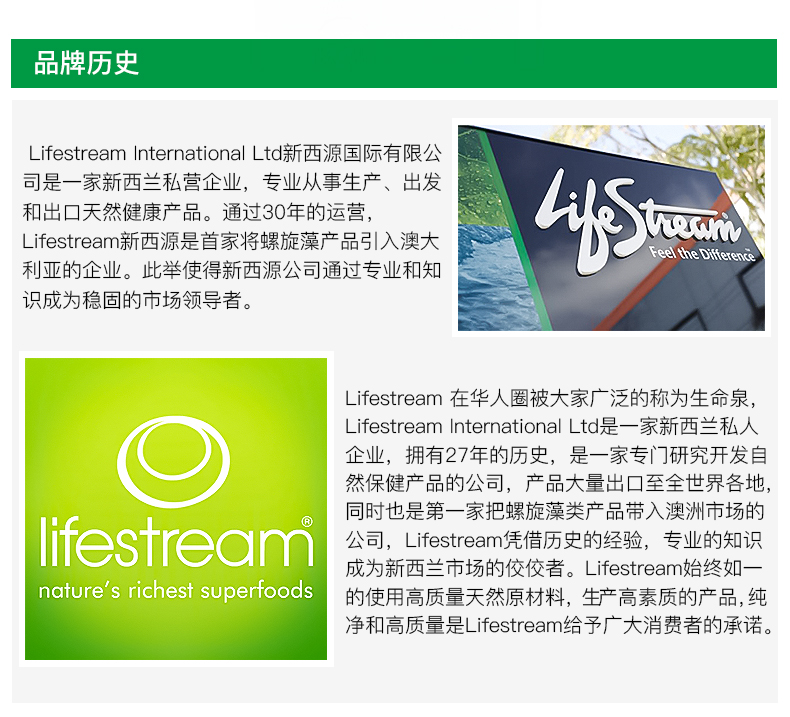 品牌历史
Lifestream International Ltd新西源国际有限公
司是一家新西兰私营企业，专业从事生产、出发
和出口天然健康产品。通过30年的运营，
Lifestream新西源是首家将螺旋藻产品引入澳大
利亚的企业。此举使得新西源公司通过专业和知
识成为稳固的市场领导者。
LifeStream
Feel the Difference™
lifestream®
nature's richest superfoods
Lifestream 在华人圈被大家广泛的称为生命泉，
Lifestream International Ltd是一家新西兰私人
企业，拥有27年的历史，是一家专门研究开发自
然保健产品的公司，产品大量出口至全世界各地，
同时也是第一家把螺旋藻类产品带入澳洲市场的
公司，Lifestream凭借历史的经验，专业的知识
成为新西兰市场的佼佼者。Lifestream始终如一
的使用高质量天然原材料，生产高素质的产品，纯
净和高质量是Lifestream给予广大消费者的承诺。